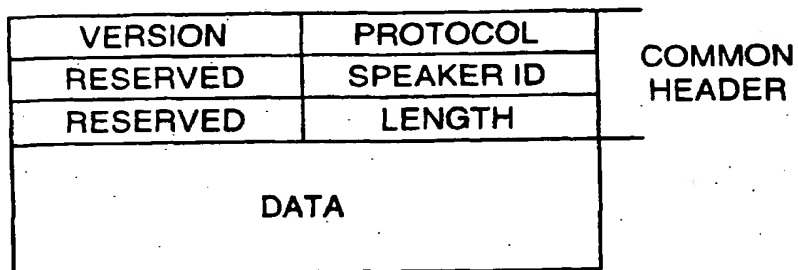 VERSION PROTOCOL
RESERVED SPEAKER ID
RESERVED LENGTH
COMMON
HEADER
DATA